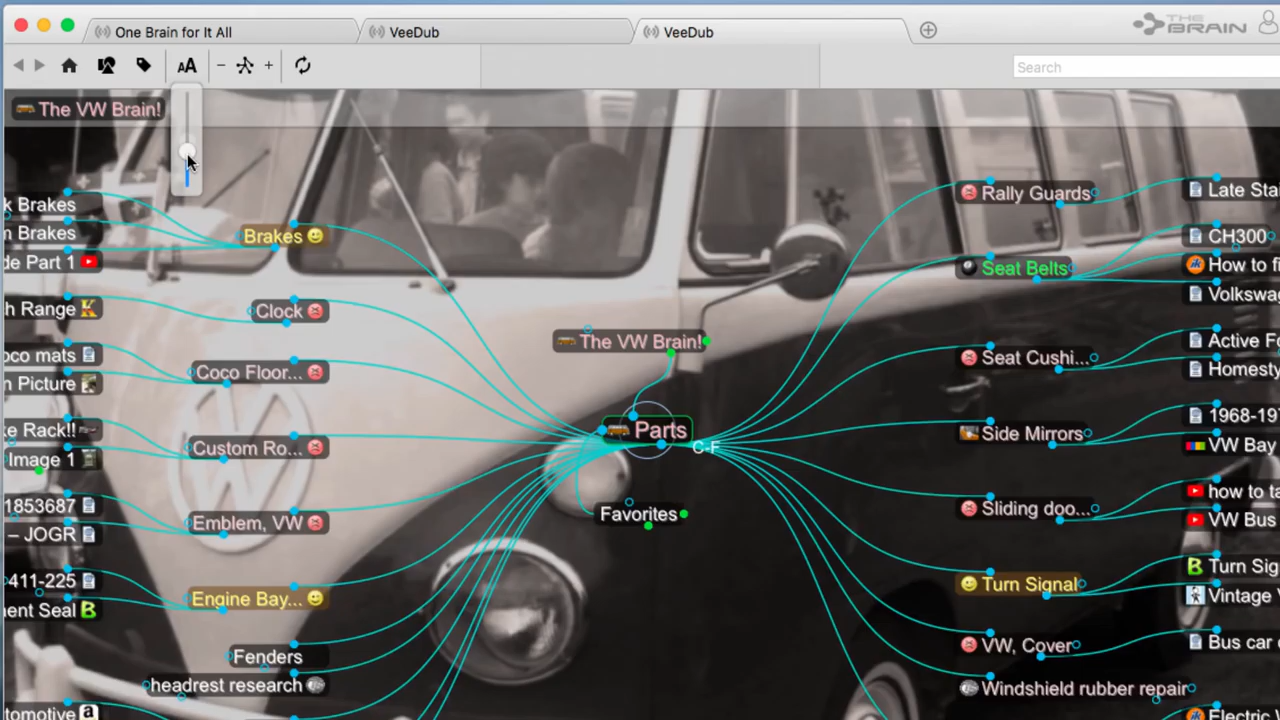 One Brain for It All
VeeDub
VeeDub
THE BRAIN
AA
Search
The VW Brain!
k Brakes
Brakes
de Part 1
Clock
h Range
Coco Floor...
oco mats
n Picture
Custom Ro...
ke Rack!!
Image 1
Emblem, VW
1853687
– JOGR
Engine Bay...
411-225
ent Seal
Fenders
headrest research
tomotive
The VW Brain!
Parts
C-F
Favorites
Rally Guards
Late Sta
Seat Belts
CH300
How to fi
Volkswa
Seat Cushi...
Active Fo
Homesty
Side Mirrors
1968-19
VW Bay
Sliding doo...
how to ta
VW Bus
Turn Signal
Turn Sig
Vintage V
VW, Cover
Bus car
Windshield rubber repair
Electric